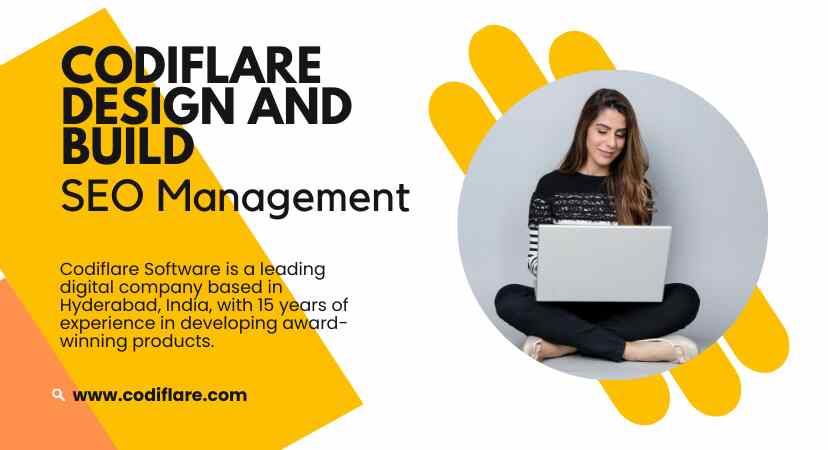 CODIFLARE
DESIGN AND
BUILD
SEO Management
Codiflare Software is a leading
digital company based in
Hyderabad, India, with 15 years of
experience in developing award-
winning products.
www.codiflare.com